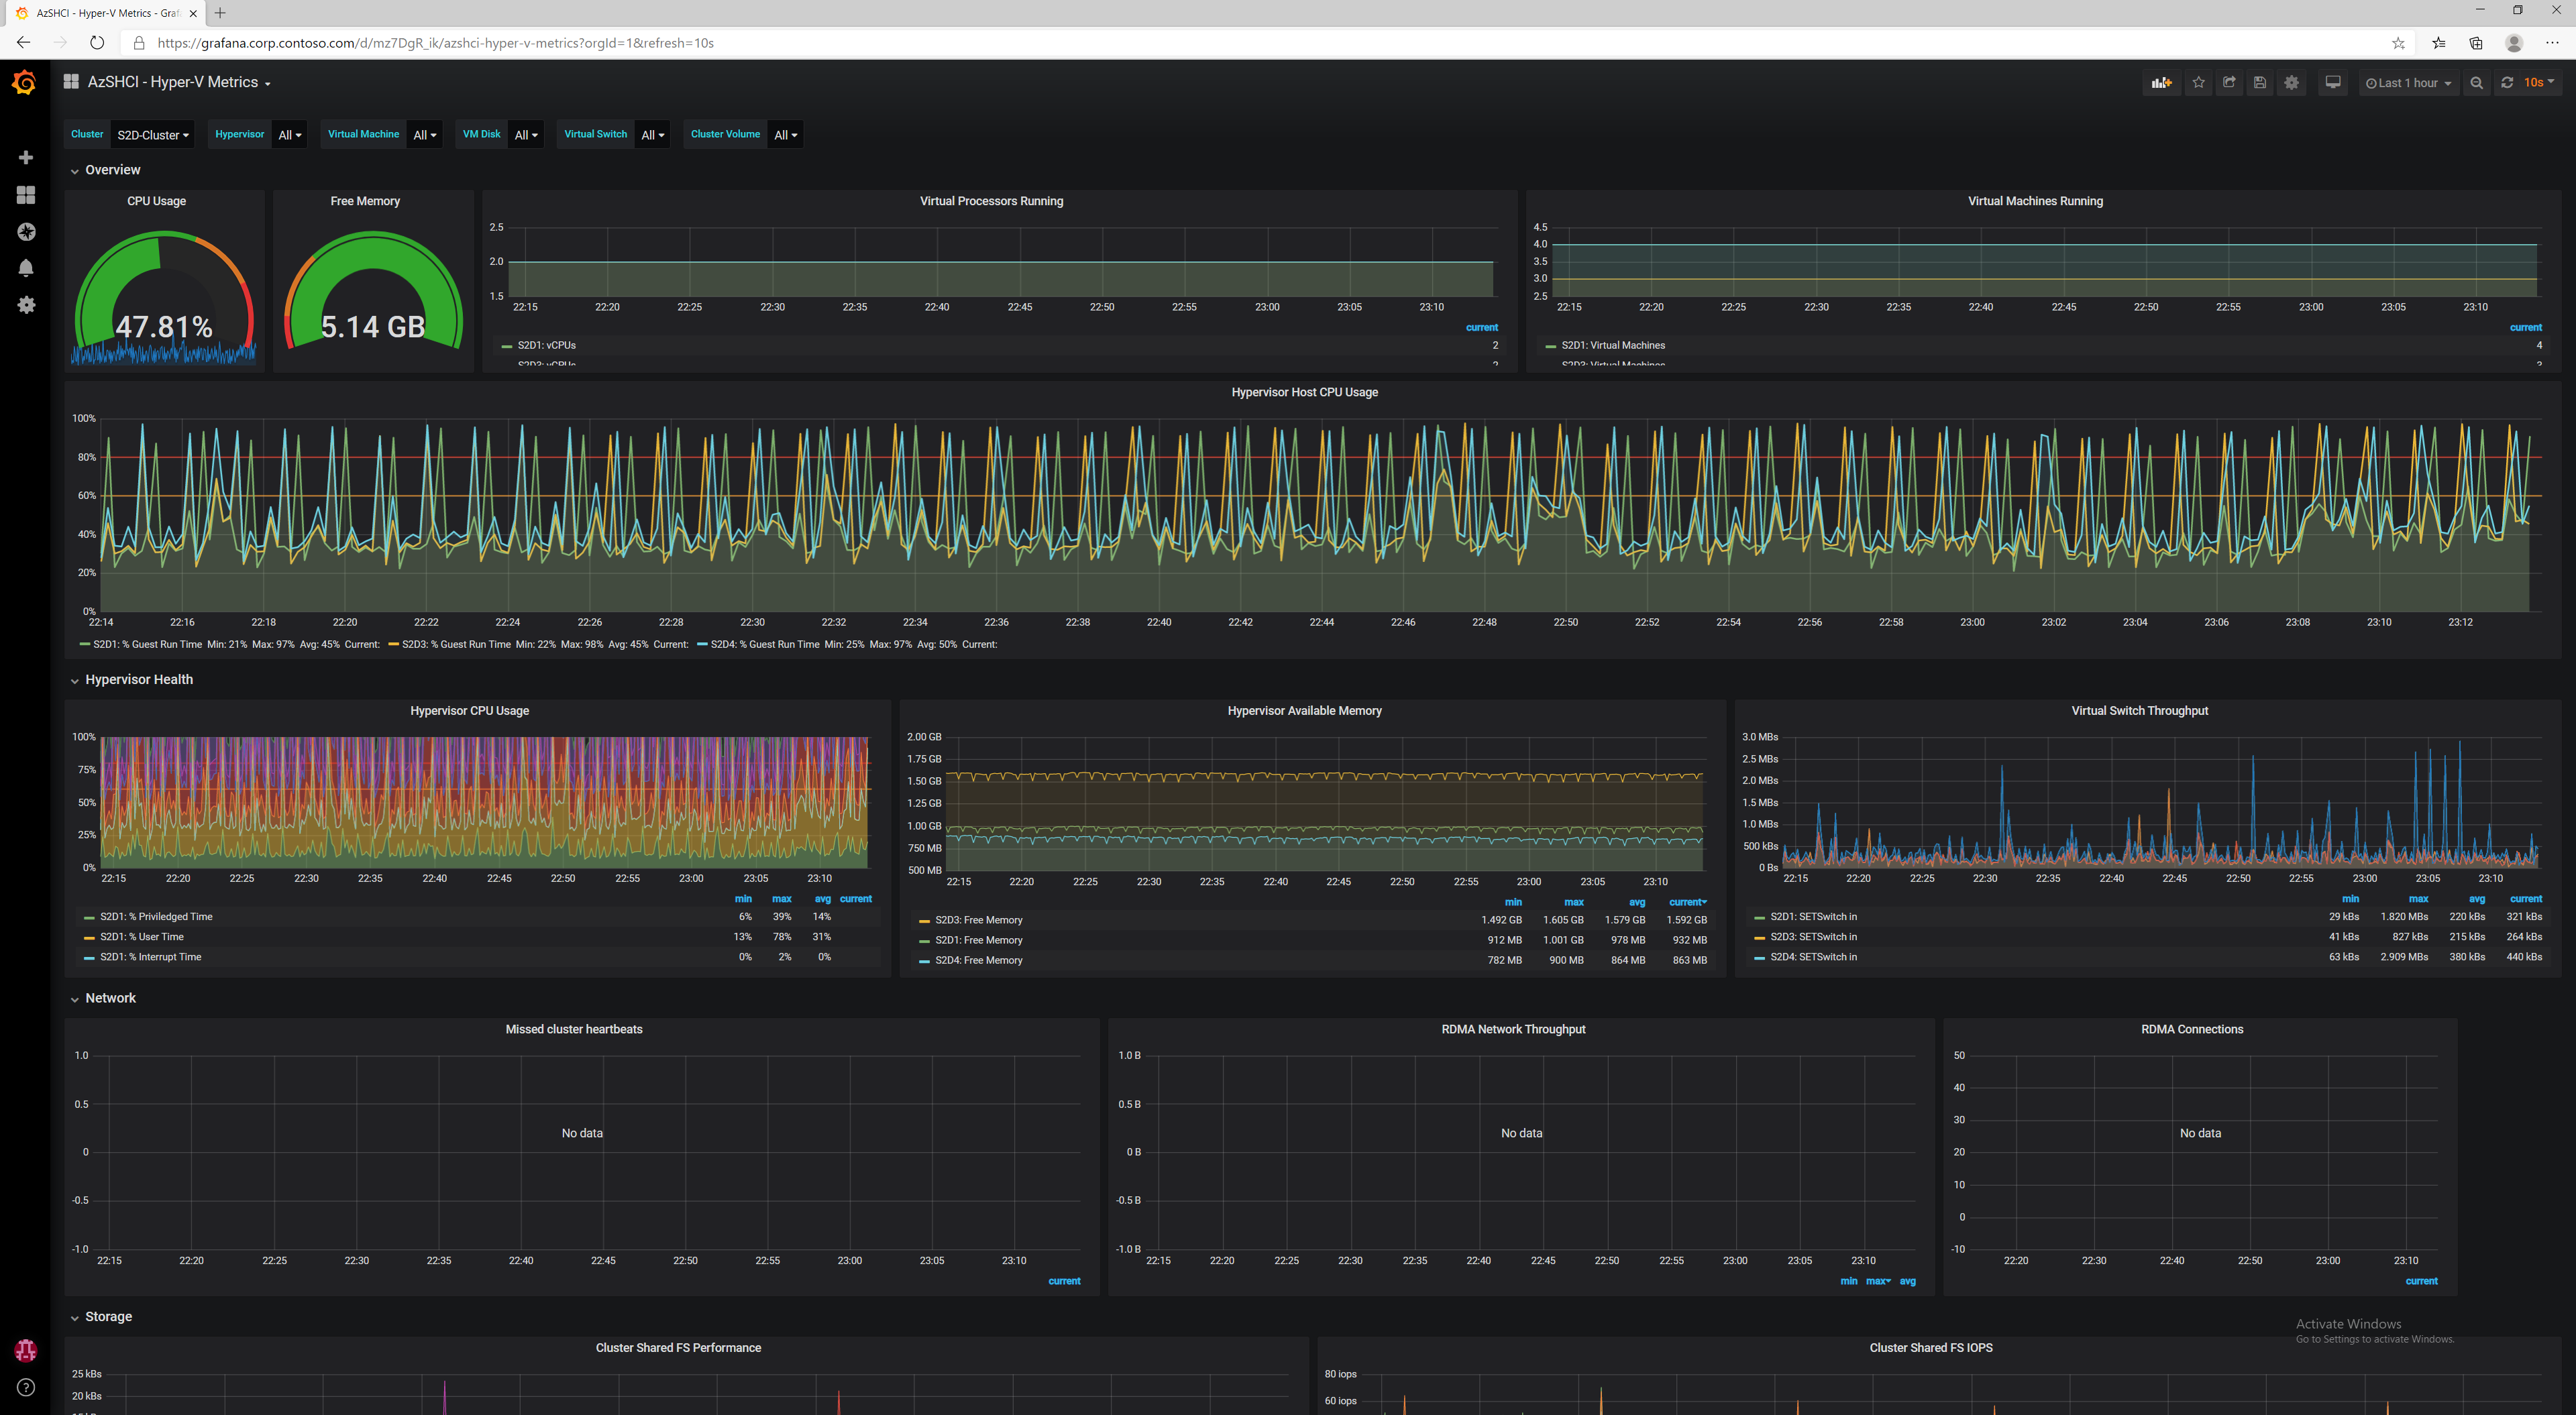 AzSHCI - Hyper-V Metrics - Graf
https://grafana.corp.contoso.com/d/mz7DgR_ik/azshci-hyper-v-metrics?orgId=1&refresh=10s
AzSHCI - Hyper-V Metrics
Last 1 hour
10s
Cluster S2D-Cluster Hypervisor All Virtual Machine All VM Disk All Virtual Switch All Cluster Volume All
Overview
CPU Usage
47.81%
Free Memory
5.14 GB
Virtual Processors Running
2.5
2.0
1.5
22:15 22:20 22:25 22:30 22:35 22:40 22:45 22:50 22:55 23:00 23:05 23:10
current
S2D1: vCPUs 2
S2D3: vCPUs 2
Virtual Machines Running
4.5
4.0
3.5
3.0
2.5
22:15 22:20 22:25 22:30 22:35 22:40 22:45 22:50 22:55 23:00 23:05 23:10
current
S2D1: Virtual Machines 4
S2D3: Virtual Machines 3
Hypervisor Host CPU Usage
100%
80%
60%
40%
20%
0%
22:14 22:16 22:18 22:20 22:22 22:24 22:26 22:28 22:30 22:32 22:34 22:36 22:38 22:40 22:42 22:44 22:46 22:48 22:50 22:52 22:54 22:56 22:58 23:00 23:02 23:04 23:06 23:08 23:10 23:12
S2D1: % Guest Run Time Min: 21% Max: 97% Avg: 45% Current: S2D3: % Guest Run Time Min: 22% Max: 98% Avg: 45% Current: S2D4: % Guest Run Time Min: 25% Max: 97% Avg: 50% Current:
Hypervisor Health
Hypervisor CPU Usage
100%
75%
50%
25%
0%
22:15 22:20 22:25 22:30 22:35 22:40 22:45 22:50 22:55 23:00 23:05 23:10
min max avg current
S2D1: % Priviledged Time 6% 39% 14%
S2D1: % User Time 13% 78% 31%
S2D1: % Interrupt Time 0% 2% 0%
Hypervisor Available Memory
2.00 GB
1.75 GB
1.50 GB
1.25 GB
1.00 GB
750 MB
500 MB
22:15 22:20 22:25 22:30 22:35 22:40 22:45 22:50 22:55 23:00 23:05 23:10
min max avg current
S2D3: Free Memory 1.492 GB 1.605 GB 1.579 GB 1.592 GB
S2D1: Free Memory 912 MB 1.001 GB 978 MB 932 MB
S2D4: Free Memory 782 MB 900 MB 864 MB 863 MB
Virtual Switch Throughput
3.0 MBs
2.5 MBs
2.0 MBs
1.5 MBs
1.0 MBs
500 kBs
0 Bs
22:15 22:20 22:25 22:30 22:35 22:40 22:45 22:50 22:55 23:00 23:05 23:10
min max avg current
S2D1: SETSwitch in 29 kBs 1.820 MBs 220 kBs 321 kBs
S2D3: SETSwitch in 41 kBs 827 kBs 215 kBs 264 kBs
S2D4: SETSwitch in 63 kBs 2.909 MBs 380 kBs 440 kBs
Network
Missed cluster heartbeats
1.0
0.5
No data
0
-0.5
-1.0
22:15 22:20 22:25 22:30 22:35 22:40 22:45 22:50 22:55 23:00 23:05 23:10
current
RDMA Network Throughput
1.0 B
0.5 B
No data
0 B
-0.5 B
-1.0 B
22:15 22:20 22:25 22:30 22:35 22:40 22:45 22:50 22:55 23:00 23:05 23:10
min max avg
RDMA Connections
50
40
30
No data
20
10
0
-10
22:20 22:30 22:40 22:50 23:00 23:10
current
Storage
Activate Windows
Go to Settings to activate Windows.
Cluster Shared FS Performance
25 kBs
20 kBs
Cluster Shared FS IOPS
80 iops
60 iops